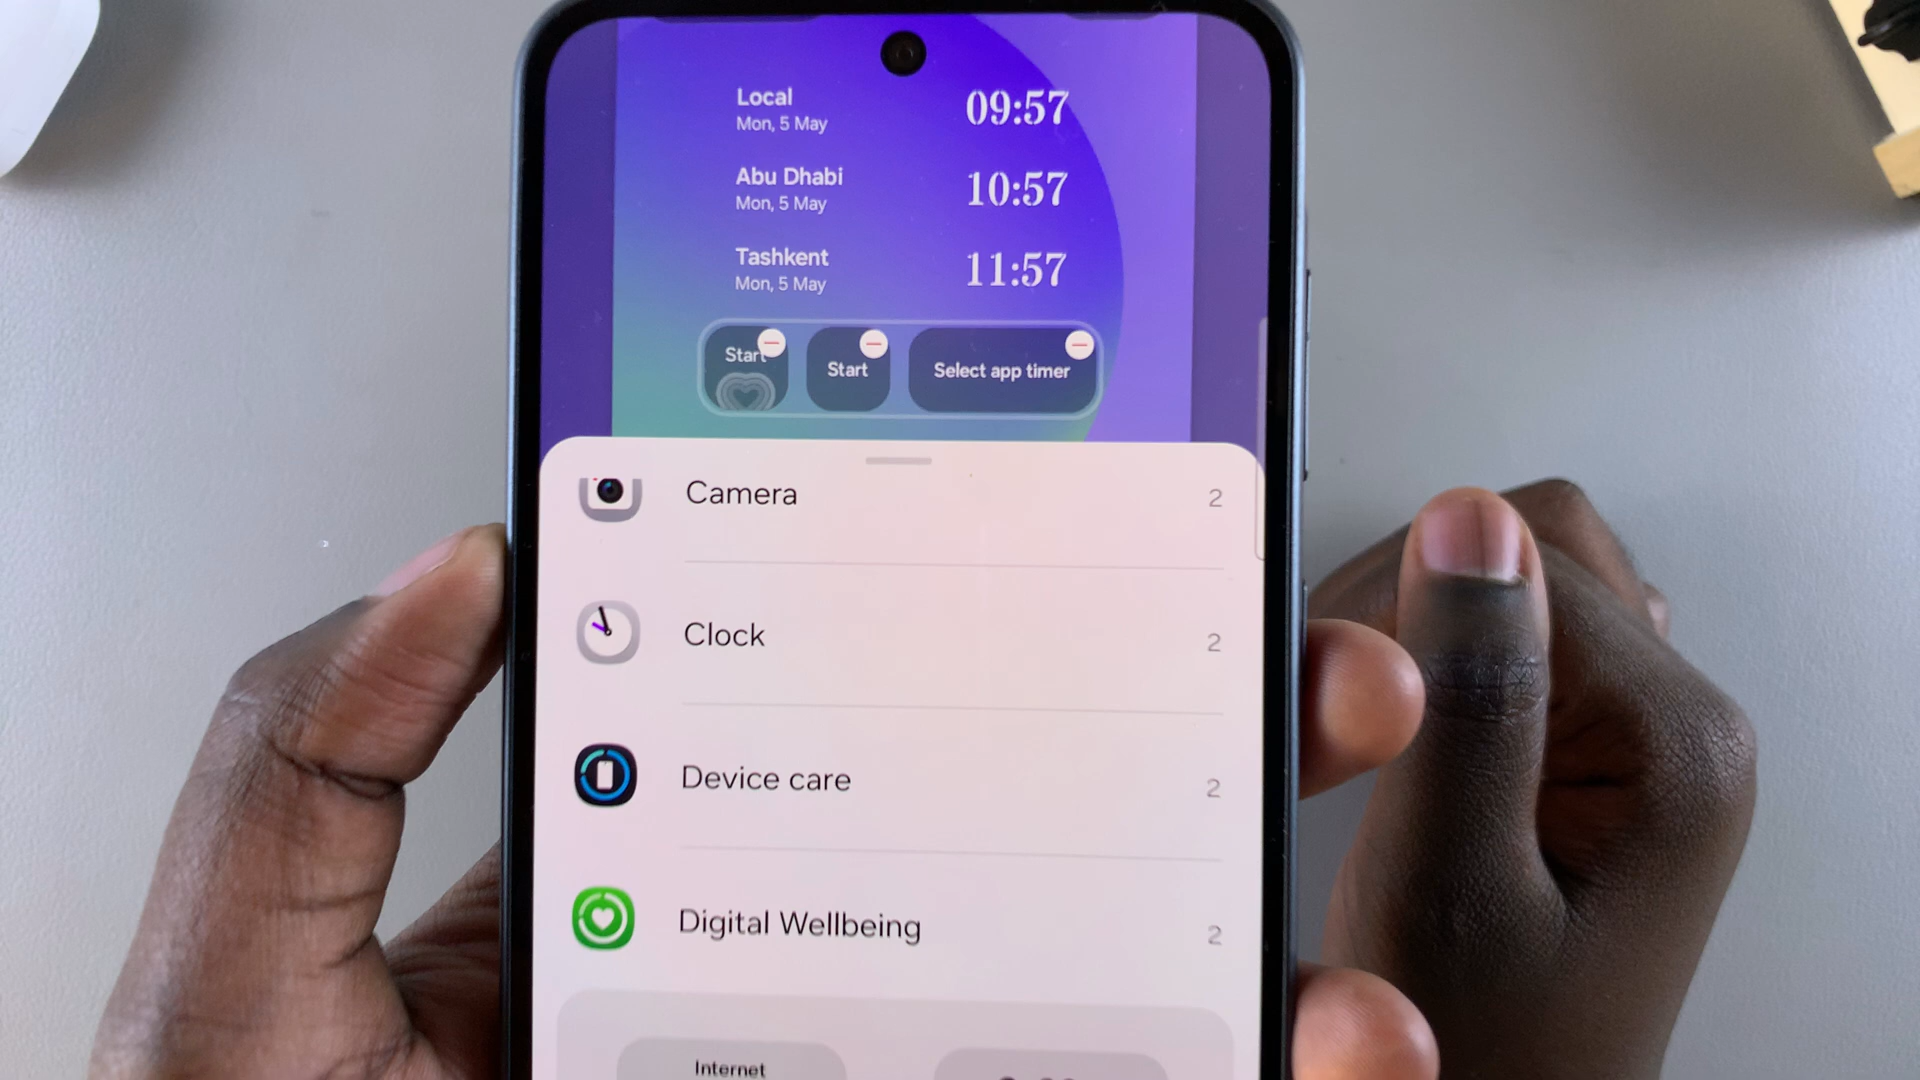 Local
Mon, 5 May
09:57
Abu Dhabi
Mon, 5 May
10:57
Tashkent
Mon, 5 May
11:57
Start
Start
Select app timer
Camera
2
Clock
2
Device care
2
Digital Wellbeing
2
Internet